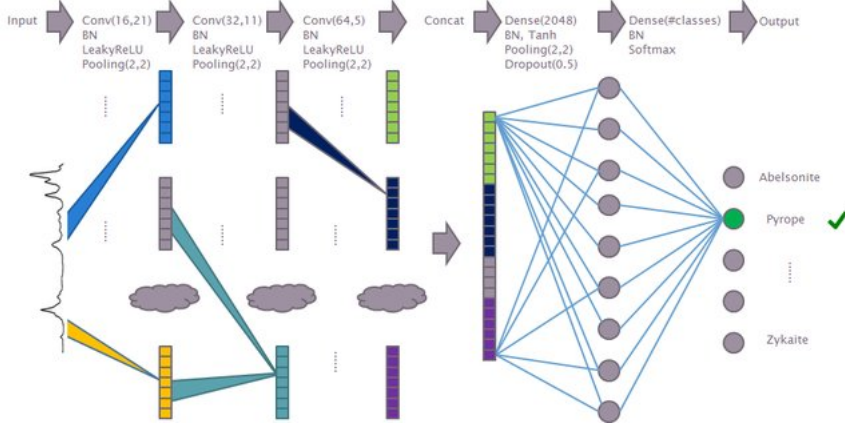 Input
Conv(16,21)
BN
LeakyReLU
Pooling(2,2)
Conv(32,11)
BN
LeakyReLU
Pooling(2,2)
Conv(64,5)
BN
LeakyReLU
Pooling(2,2)
Concat
Dense(2048)
BN, Tanh
Pooling(2,2)
Dropout(0.5)
Dense(#classes)
BN
Softmax
Output
Abelsonite
Pyrope
Zykaite